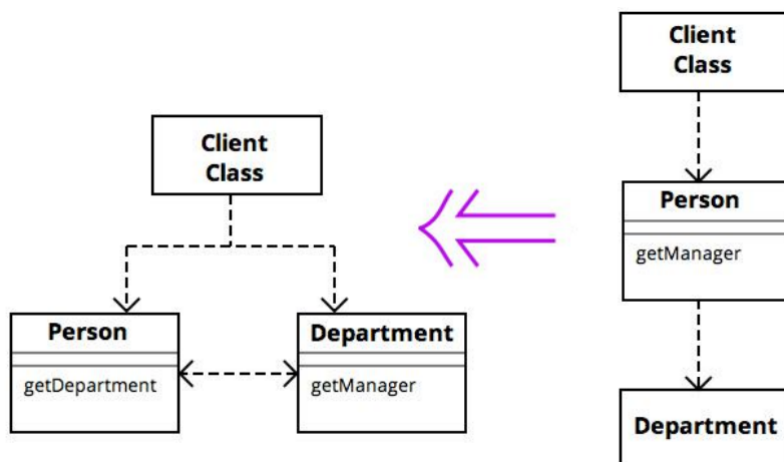 Client
Class
Person
getDepartment
Department
getManager
Client
Class
Person
getManager
Department